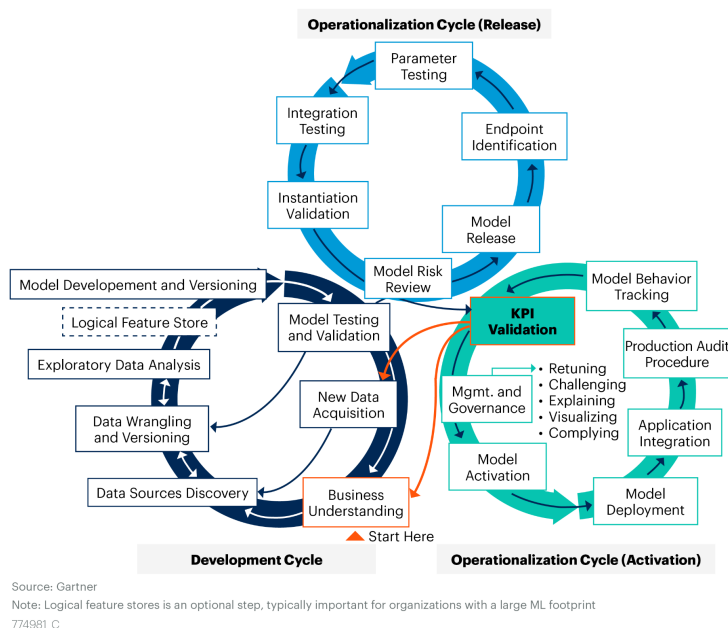 Operationalization Cycle (Release)
Parameter
Testing
Integration
Testing
Endpoint
Identification
Instantiation
Validation
Model
Release
Model Risk
Review
Model Developement and Versioning
Logical Feature Store
Model Testing
and Validation
Exploratory Data Analysis
New Data
Acquisition
Data Wrangling
and Versioning
Data Sources Discovery
Business
Understanding
Start Here
Development Cycle
KPI
Validation
Model Behavior
Tracking
Production Audit
Procedure
Mgmt. and
Governance
• Retuning
• Challenging
• Explaining
• Visualizing
• Complying
Application
Integration
Model
Activation
Model
Deployment
Operationalization Cycle (Activation)
Source: Gartner
Note: Logical feature stores is an optional step, typically important for organizations with a large ML footprint
774981_C